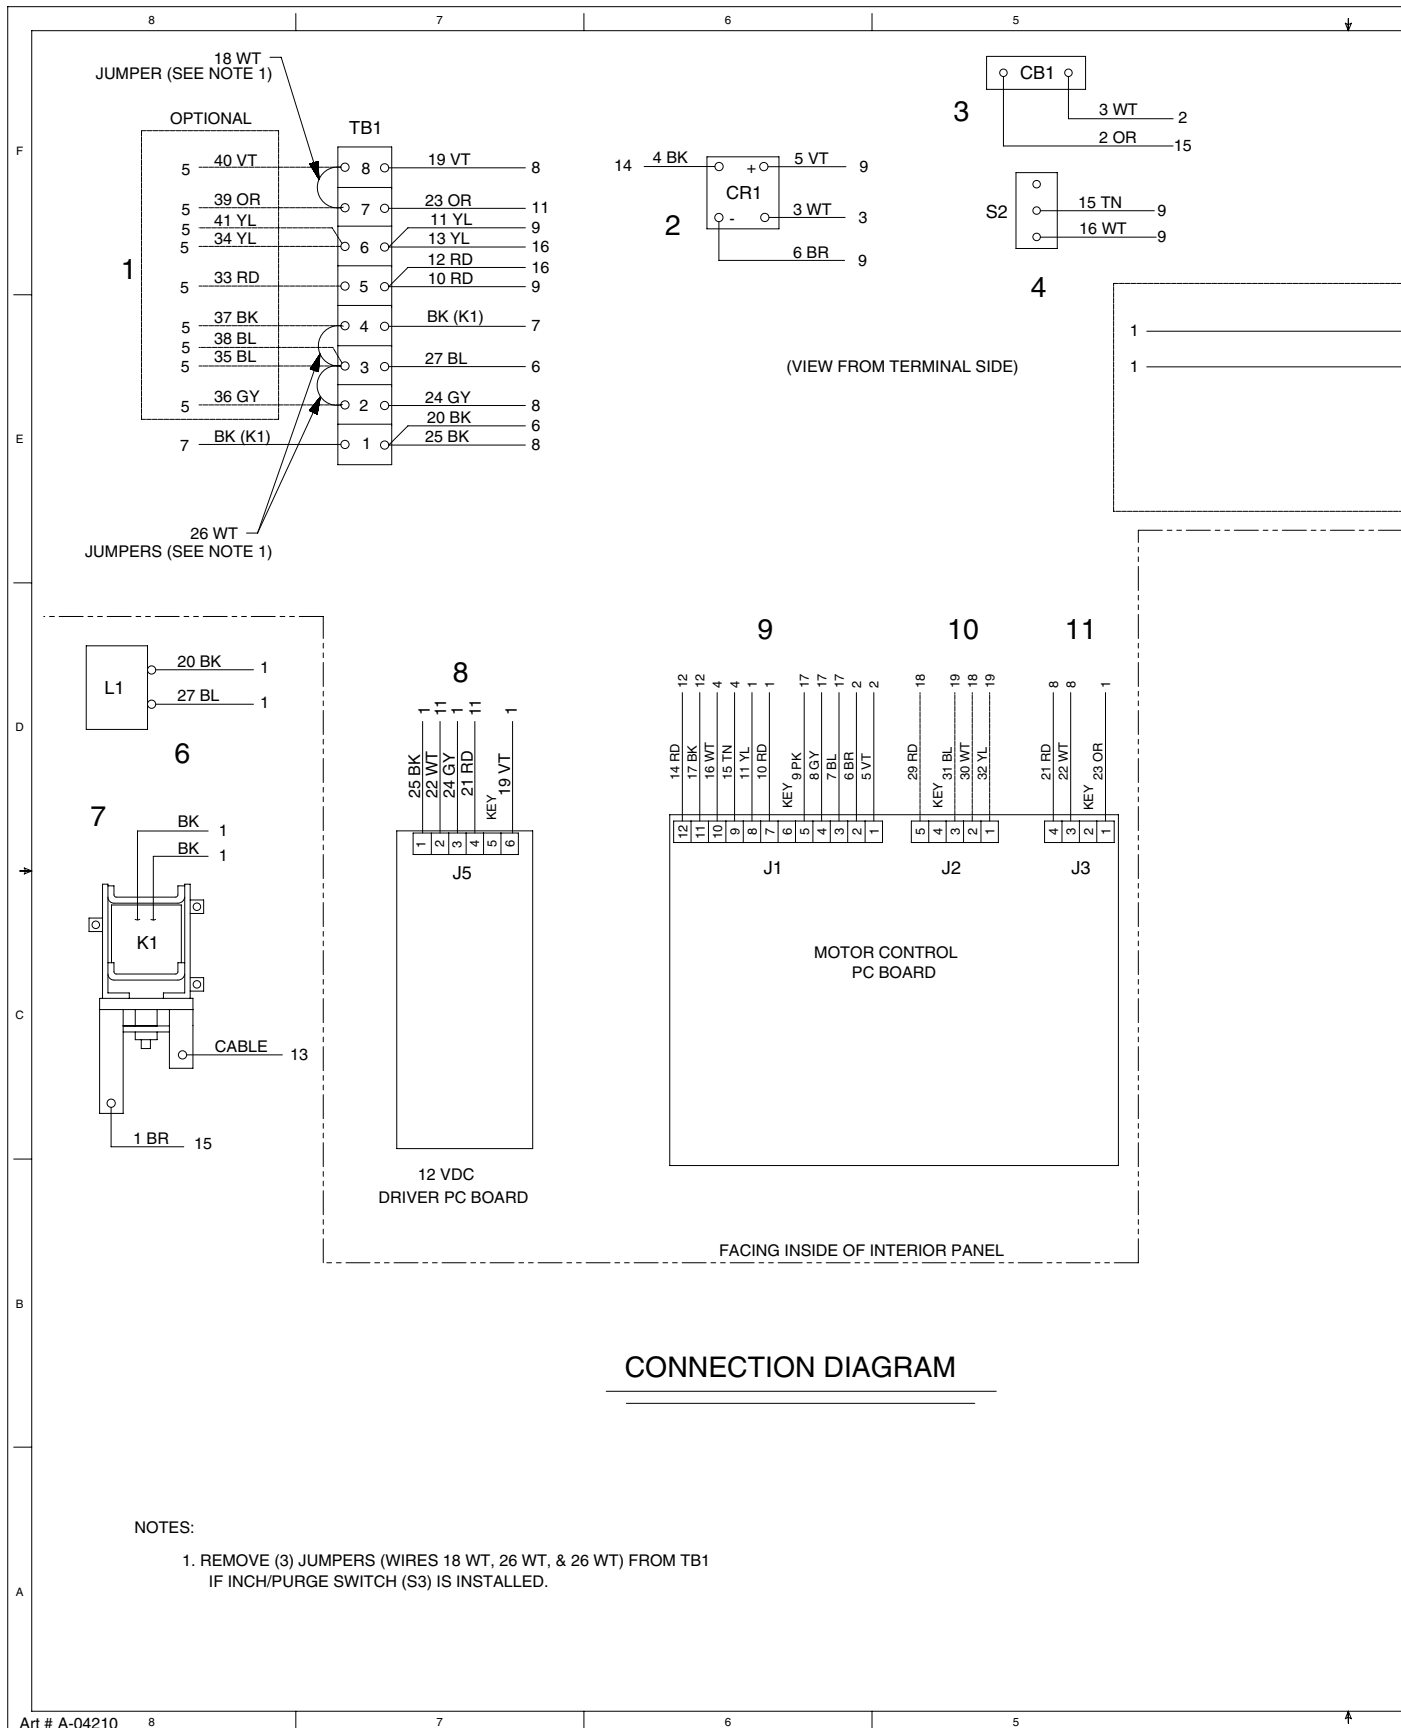 8 7 6 5
18 WT
JUMPER (SEE NOTE 1)
OPTIONAL
TB1
5 40 VT 8 19 VT 8
5 39 OR 7 23 OR 11
5 41 YL 11 YL 9
5 34 YL 6 13 YL 16
12 RD 16
5 33 RD 5 10 RD 9
1
5 37 BK 4 BK (K1) 7
5 38 BL
5 35 BL 3 27 BL 6
5 36 GY 2 24 GY 8
20 BK 6
7 BK (K1) 1 25 BK 8
26 WT
JUMPERS (SEE NOTE 1)
14 4 BK + 5 VT 9
CR1
2 - 3 WT 3
6 BR 9
CB1
3 3 WT 2
2 OR 15
S2 15 TN 9
16 WT 9
4
(VIEW FROM TERMINAL SIDE)
1
1
F
E
D
C
B
A
L1 20 BK 1
27 BL 1
6
7
BK 1
BK 1
K1
CABLE 13
1 BR 15
8
1 11 1 11 1
25 BK 22 WT 24 GY 21 RD KEY 19 VT
1 2 3 4 5 6
J5
12 VDC
DRIVER PC BOARD
9 10 11
12 12 4 4 1 1 17 17 17 2 2
14 RD 17 BK 16 WT 15 TN 11 YL 10 RD KEY 9 PK 8 GY 7 BL 6 BR 5 VT
12 11 10 9 8 7 6 5 4 3 2 1
J1
18 19 18 19
29 RD KEY 31 BL 30 WT 32 YL
5 4 3 2 1
J2
8 8 1
21 RD 22 WT KEY 23 OR
4 3 2 1
J3
MOTOR CONTROL
PC BOARD
FACING INSIDE OF INTERIOR PANEL
CONNECTION DIAGRAM
NOTES:
1. REMOVE (3) JUMPERS (WIRES 18 WT, 26 WT, & 26 WT) FROM TB1
IF INCH/PURGE SWITCH (S3) IS INSTALLED.
Art # A-04210 8 7 6 5